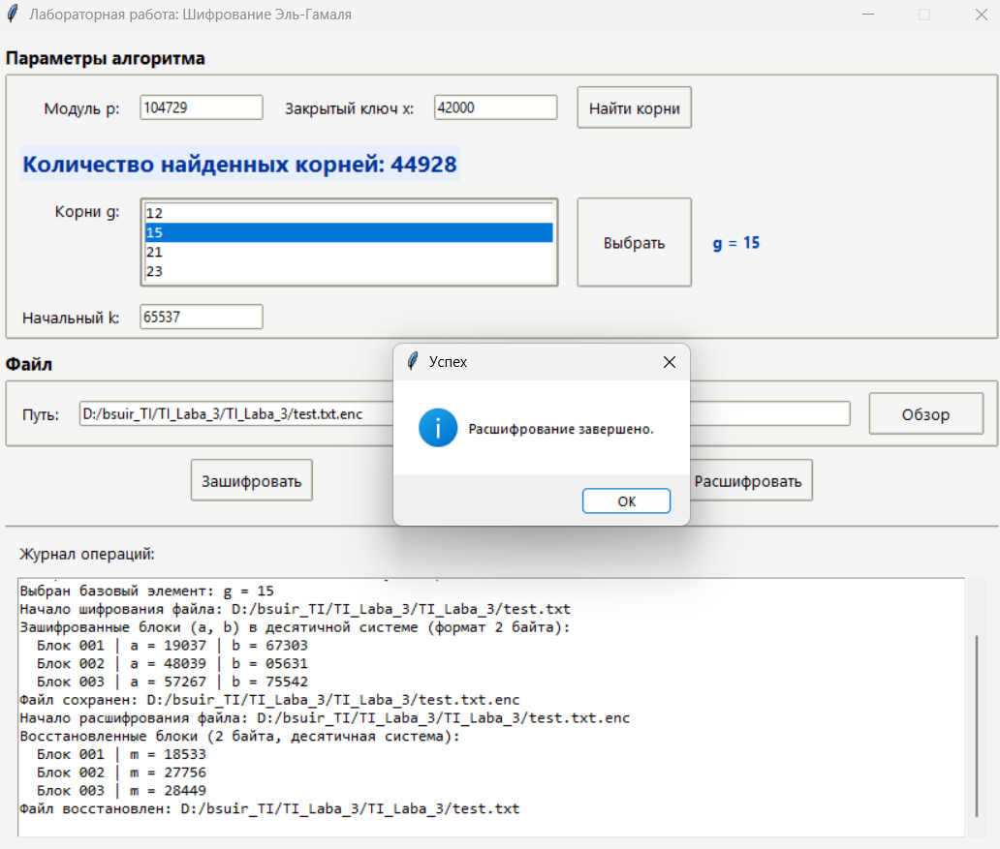 Лабораторная работа: Шифрование Эль-Гамаля
Параметры алгоритма
Модуль p: 104729 Закрытый ключ x: 42000 Найти корни
Количество найденных корней: 44928
Корни g:
12
15
21
23
Выбрать
g = 15
Начальный k: 65537
Файл
Путь: D:/bsuir_TI/TI_Laba_3/TI_Laba_3/test.txt.enc Обзор
Успех
Расшифрование завершено.
OK
Зашифровать Расшифровать
Журнал операций:
Выбран базовый элемент: g = 15
Начало шифрования файла: D:/bsuir_TI/TI_Laba_3/TI_Laba_3/test.txt
Зашифрованные блоки (a, b) в десятичной системе (формат 2 байта):
Блок 001 | a = 19037 | b = 67303
Блок 002 | a = 48039 | b = 05631
Блок 003 | a = 57267 | b = 75542
Файл сохранен: D:/bsuir_TI/TI_Laba_3/TI_Laba_3/test.txt.enc
Начало расшифрования файла: D:/bsuir_TI/TI_Laba_3/TI_Laba_3/test.txt.enc
Восстановленные блоки (2 байта, десятичная система):
Блок 001 | m = 18533
Блок 002 | m = 27756
Блок 003 | m = 28449
Файл восстановлен: D:/bsuir_TI/TI_Laba_3/TI_Laba_3/test.txt